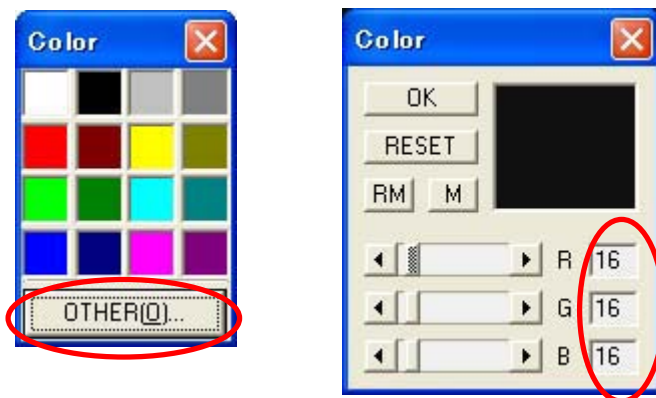 Color
OTHER(O)...
Color
OK
RESET
RM M
R 16
G 16
B 16